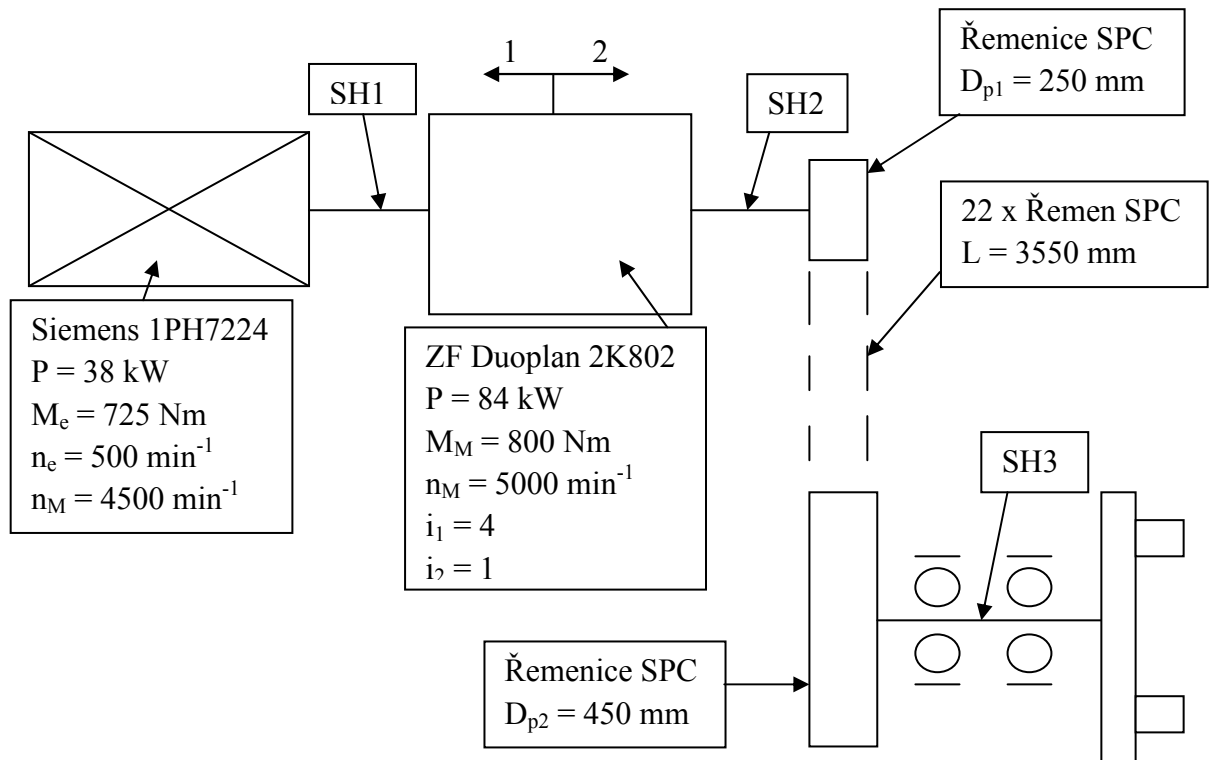 1 2
SH1
SH2
Řemenice SPC
Dp1 = 250 mm
22 x Řemen SPC
L = 3550 mm
Siemens 1PH7224
P = 38 kW
Me = 725 Nm
ne = 500 min-1
nM = 4500 min-1
ZF Duoplan 2K802
P = 84 kW
MM = 800 Nm
nM = 5000 min-1
i1 = 4
i2 = 1
SH3
Řemenice SPC
Dp2 = 450 mm